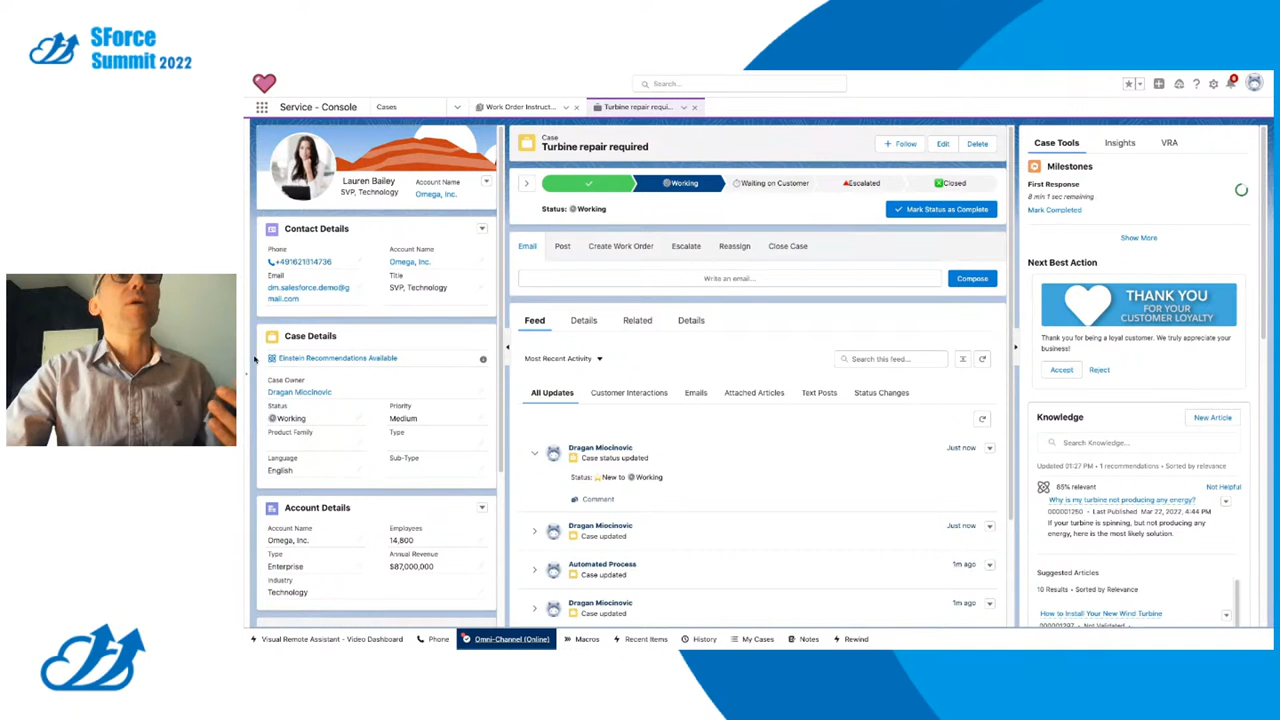 SForce
Summit 2022
Search...
Service - Console
Cases
Work Order Instruct...
Turbine repair requi...
8
Lauren Bailey
SVP, Technology
Account Name
Omega, Inc.
Contact Details
Phone
+491621814736
Account Name
Omega, Inc.
Email
dm.salesforce.demo@g
mail.com
Title
SVP, Technology
Case Details
Einstein Recommendations Available
Case Owner
Dragan Miocinovic
Status
Working
Priority
Medium
Product Family
Type
Language
English
Sub-Type
Account Details
Account Name
Omega, Inc.
Employees
14,800
Type
Enterprise
Annual Revenue
$87,000,000
Industry
Technology
Case
Turbine repair required
+ Follow
Edit
Delete
Working
Waiting on Customer
Escalated
Closed
Status: Working
Mark Status as Complete
Email
Post
Create Work Order
Escalate
Reassign
Close Case
Write an email...
Compose
Feed
Details
Related
Details
Most Recent Activity
Search this feed...
All Updates
Customer Interactions
Emails
Attached Articles
Text Posts
Status Changes
Dragan Miocinovic
Just now
Case status updated
Status: New to Working
Comment
Dragan Miocinovic
Just now
Case updated
Automated Process
1m ago
Case updated
Dragan Miocinovic
1m ago
Case updated
Case Tools
Insights
VRA
Milestones
First Response
8 min 1 sec remaining
Mark Completed
Show More
Next Best Action
THANK YOU
FOR YOUR
CUSTOMER LOYALTY
Thank you for being a loyal customer. We truly appreciate your
business!
Accept
Reject
Knowledge
New Article
Search Knowledge...
Updated 01:27 PM • 1 recommendations • Sorted by relevance
65% relevant
Not Helpful
Why is my turbine not producing any energy?
000001250 • Last Published Mar 22, 2022, 4:44 PM
If your turbine is spinning, but not producing any
energy, here is the most likely solution.
Suggested Articles
10 Results • Sorted by Relevance
How to Install Your New Wind Turbine
000001297 • Not Validated
Visual Remote Assistant - Video Dashboard
Phone
Omni-Channel (Online)
Macros
Recent Items
History
My Cases
Notes
Rewind